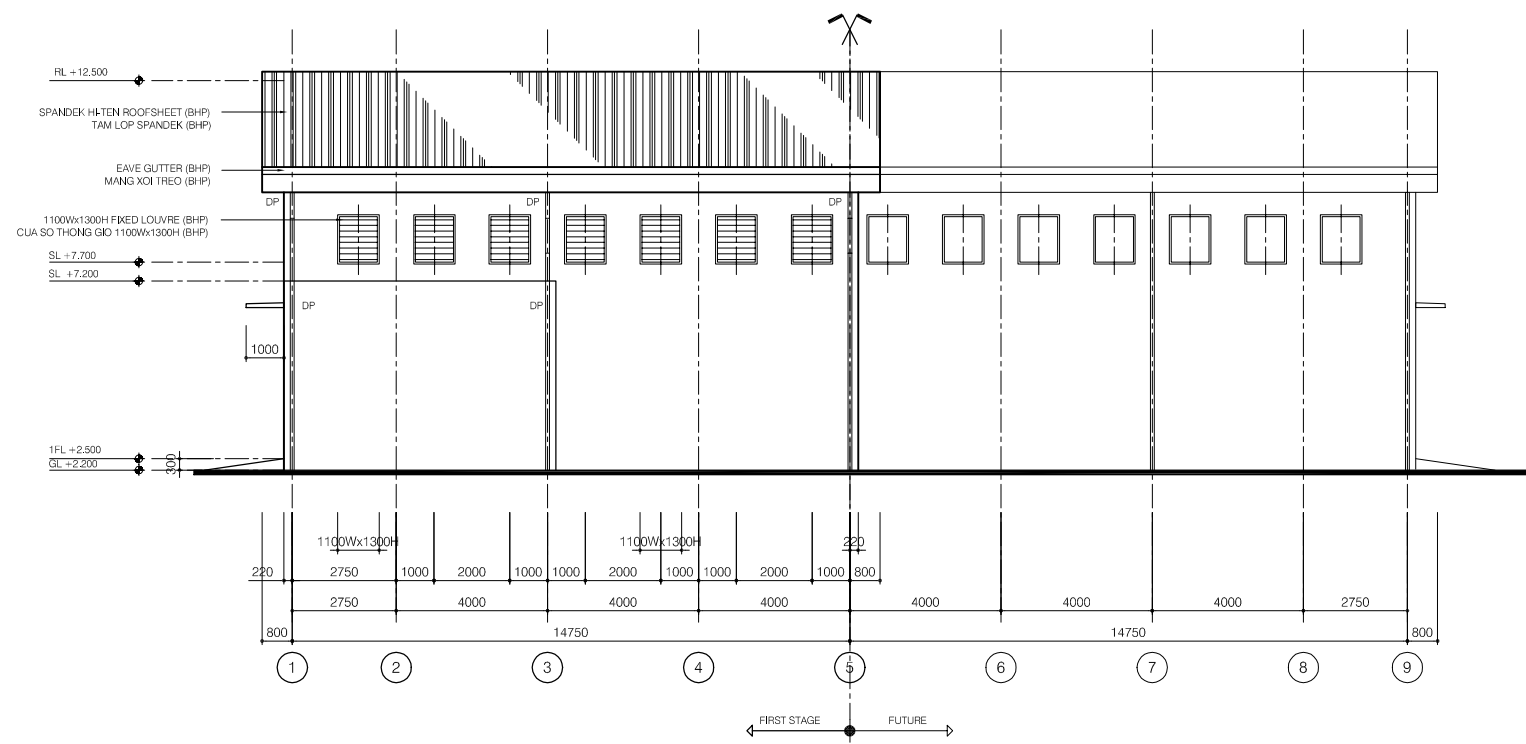 RL +12.500
SPANDEK HI-TEN ROOFSHEET (BHP)
TAM LOP SPANDEK (BHP)
EAVE GUTTER (BHP)
MANG XOI TREO (BHP)
DP DP DP
1100Wx1300H FIXED LOUVRE (BHP)
CUA SO THONG GIO 1100Wx1300H (BHP)
SL +7.700
SL +7.200
DP DP
1000
1FL +2.500
GL +2.200
300
1100Wx1300H 1100Wx1300H 220
220 2750 1000 2000 1000 1000 2000 1000 1000 2000 1000 800
2750 4000 4000 4000 4000 4000 4000 2750
800 14750 14750 800
1 2 3 4 5 6 7 8 9
FIRST STAGE FUTURE